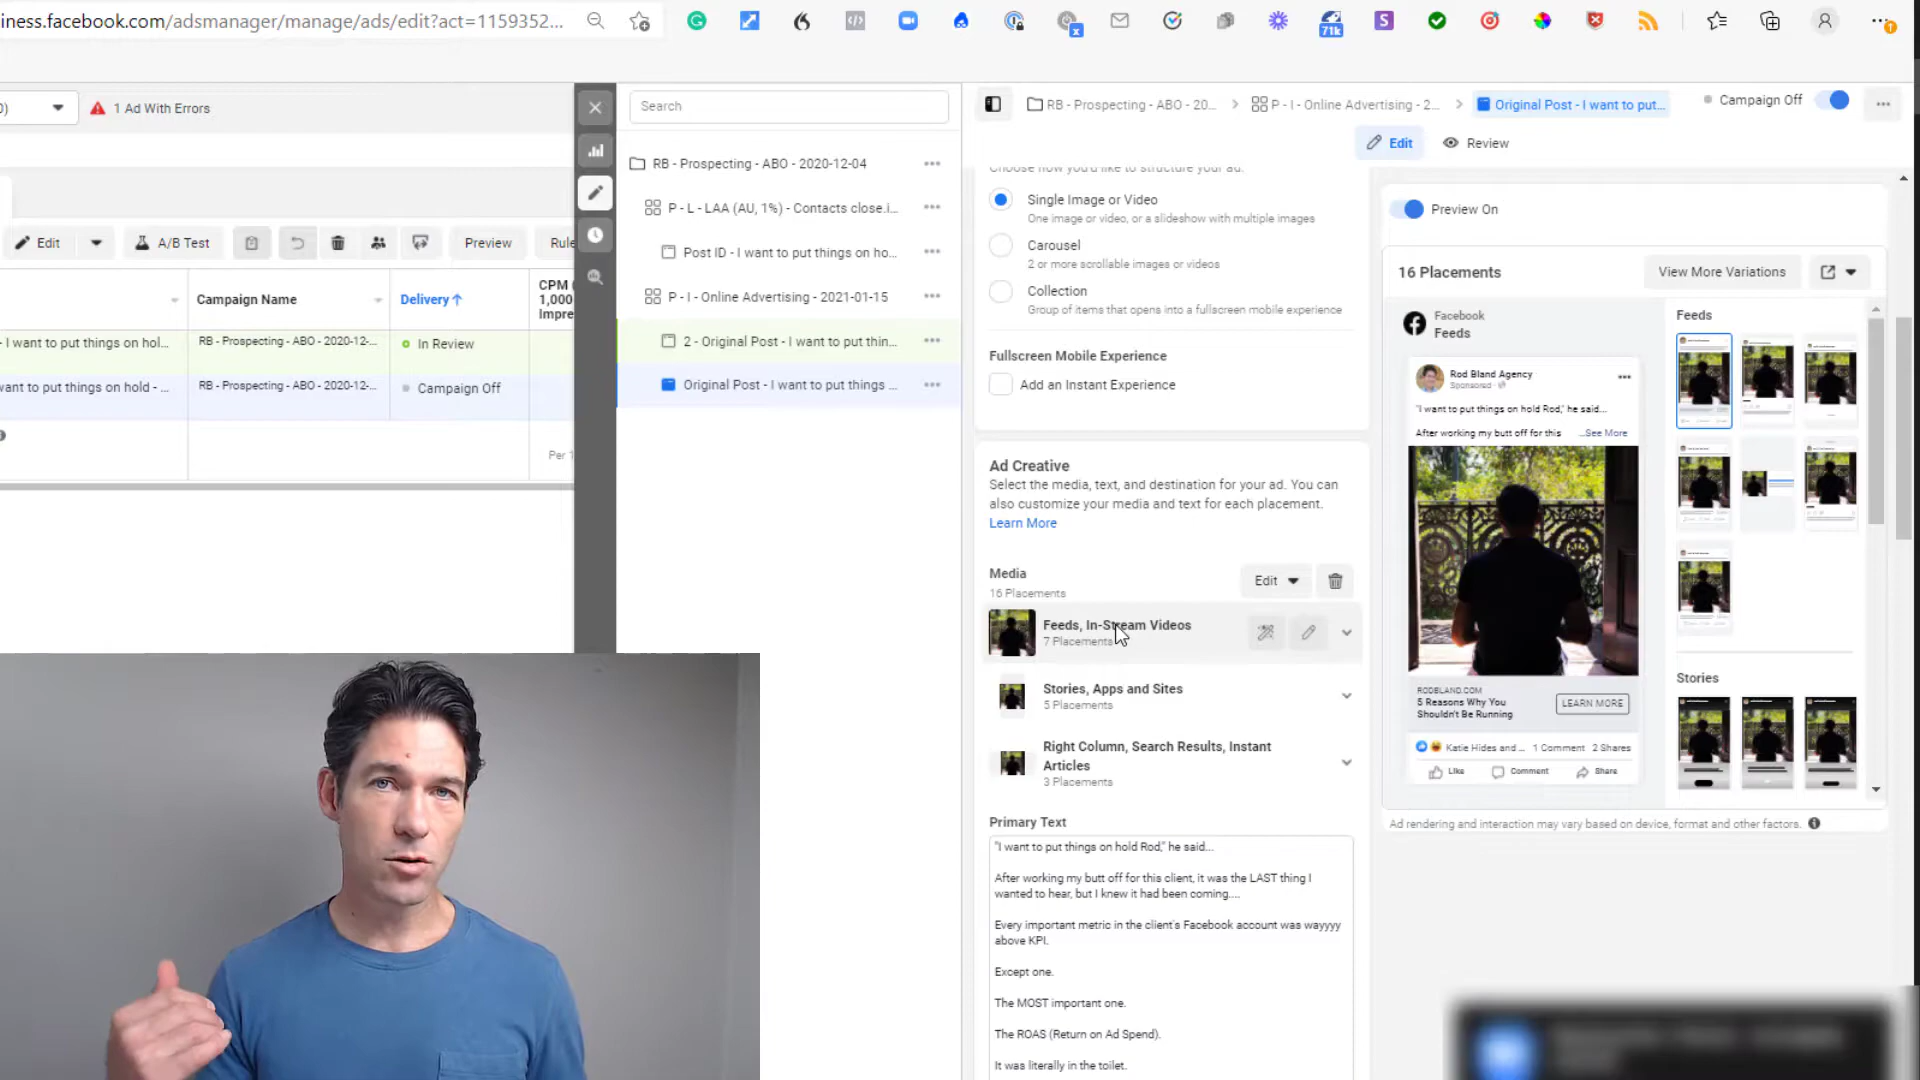 iness.facebook.com/adsmanager/manage/ads/edit?act=1159352...
71k
S
0)
1 Ad With Errors
Search
RB - Prospecting - ABO - 20...
P - I - Online Advertising - 2...
Original Post - I want to put...
Campaign Off
Edit
Review
RB - Prospecting - ABO - 2020-12-04
P - L - LAA (AU, 1%) - Contacts close.i...
Post ID - I want to put things on ho...
P - I - Online Advertising - 2021-01-15
2 - Original Post - I want to put thin...
Original Post - I want to put things ...
Edit
A/B Test
Preview
Rule
Campaign Name
Delivery↑
CPM (
1,000
Impre
- I want to put things on hol...
RB - Prospecting - ABO - 2020-12-...
In Review
want to put things on hold - ...
RB - Prospecting - ABO - 2020-12-...
Campaign Off
Per 1
Choose how you'd like to structure your ad.
Single Image or Video
One image or video, or a slideshow with multiple images
Carousel
2 or more scrollable images or videos
Collection
Group of items that opens into a fullscreen mobile experience
Fullscreen Mobile Experience
Add an Instant Experience
Ad Creative
Select the media, text, and destination for your ad. You can
also customize your media and text for each placement.
Learn More
Media
16 Placements
Edit
Feeds, In-Stream Videos
7 Placements
Stories, Apps and Sites
5 Placements
Right Column, Search Results, Instant
Articles
3 Placements
Primary Text
"I want to put things on hold Rod," he said...
After working my butt off for this client, it was the LAST thing I
wanted to hear, but I knew it had been coming....
Every important metric in the client's Facebook account was wayyyy
above KPI.
Except one.
The MOST important one.
The ROAS (Return on Ad Spend).
It was literally in the toilet.
Preview On
16 Placements
View More Variations
Facebook
Feeds
Rod Bland Agency
Sponsored ·
"I want to put things on hold Rod," he said...
After working my butt off for this ...See More
RODBLAND.COM
5 Reasons Why You
Shouldn't Be Running
LEARN MORE
Katie Hides and ... 1 Comment 2 Shares
Like
Comment
Share
Feeds
Stories
Ad rendering and interaction may vary based on device, format and other factors.